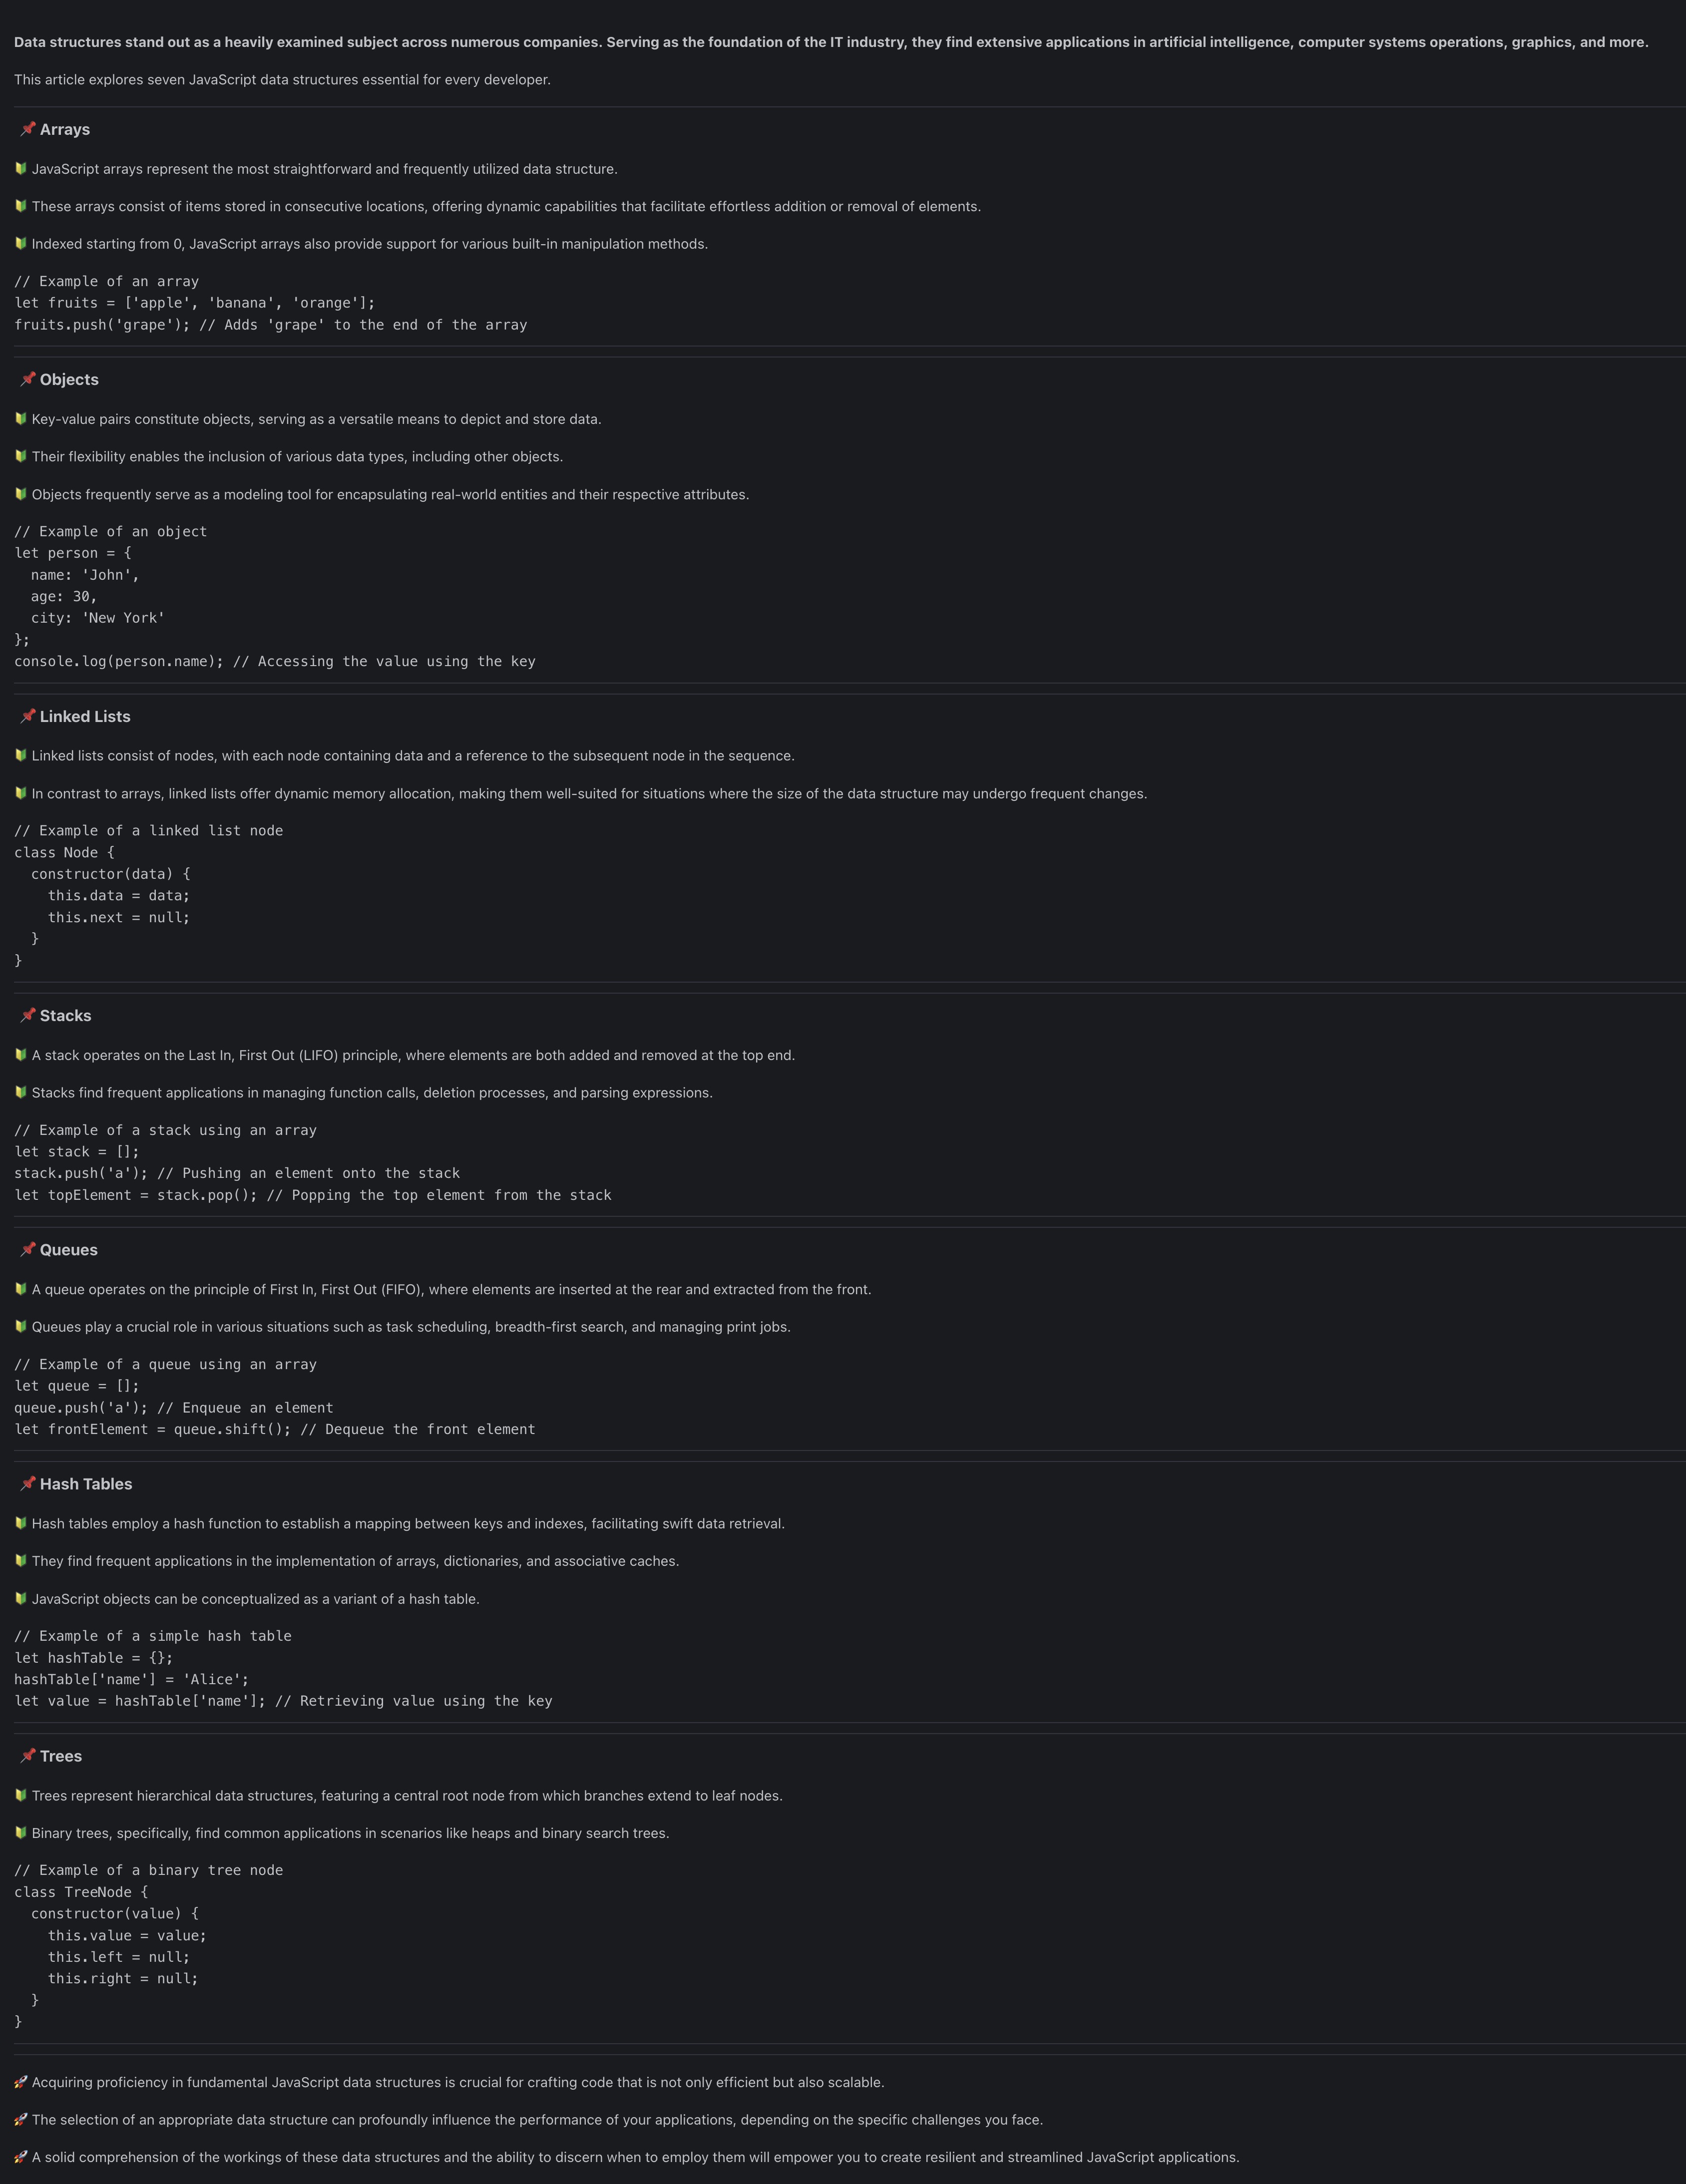 Data structures stand out as a heavily examined subject across numerous companies. Serving as the foundation of the IT industry, they find extensive applications in artificial intelligence, computer systems operations, graphics, and more.
This article explores seven JavaScript data structures essential for every developer.
📌 Arrays
🔰 JavaScript arrays represent the most straightforward and frequently utilized data structure.
🔰 These arrays consist of items stored in consecutive locations, offering dynamic capabilities that facilitate effortless addition or removal of elements.
🔰 Indexed starting from 0, JavaScript arrays also provide support for various built-in manipulation methods.
// Example of an array
let fruits = ['apple', 'banana', 'orange'];
fruits.push('grape'); // Adds 'grape' to the end of the array
📌 Objects
🔰 Key-value pairs constitute objects, serving as a versatile means to depict and store data.
🔰 Their flexibility enables the inclusion of various data types, including other objects.
🔰 Objects frequently serve as a modeling tool for encapsulating real-world entities and their respective attributes.
// Example of an object
let person = {
  name: 'John',
  age: 30,
  city: 'New York'
};
console.log(person.name); // Accessing the value using the key
📌 Linked Lists
🔰 Linked lists consist of nodes, with each node containing data and a reference to the subsequent node in the sequence.
🔰 In contrast to arrays, linked lists offer dynamic memory allocation, making them well-suited for situations where the size of the data structure may undergo frequent changes.
// Example of a linked list node
class Node {
  constructor(data) {
    this.data = data;
    this.next = null;
  }
}
📌 Stacks
🔰 A stack operates on the Last In, First Out (LIFO) principle, where elements are both added and removed at the top end.
🔰 Stacks find frequent applications in managing function calls, deletion processes, and parsing expressions.
// Example of a stack using an array
let stack = [];
stack.push('a'); // Pushing an element onto the stack
let topElement = stack.pop(); // Popping the top element from the stack
📌 Queues
🔰 A queue operates on the principle of First In, First Out (FIFO), where elements are inserted at the rear and extracted from the front.
🔰 Queues play a crucial role in various situations such as task scheduling, breadth-first search, and managing print jobs.
// Example of a queue using an array
let queue = [];
queue.push('a'); // Enqueue an element
let frontElement = queue.shift(); // Dequeue the front element
📌 Hash Tables
🔰 Hash tables employ a hash function to establish a mapping between keys and indexes, facilitating swift data retrieval.
🔰 They find frequent applications in the implementation of arrays, dictionaries, and associative caches.
🔰 JavaScript objects can be conceptualized as a variant of a hash table.
// Example of a simple hash table
let hashTable = {};
hashTable['name'] = 'Alice';
let value = hashTable['name']; // Retrieving value using the key
📌 Trees
🔰 Trees represent hierarchical data structures, featuring a central root node from which branches extend to leaf nodes.
🔰 Binary trees, specifically, find common applications in scenarios like heaps and binary search trees.
// Example of a binary tree node
class TreeNode {
  constructor(value) {
    this.value = value;
    this.left = null;
    this.right = null;
  }
}
🚀 Acquiring proficiency in fundamental JavaScript data structures is crucial for crafting code that is not only efficient but also scalable.
🚀 The selection of an appropriate data structure can profoundly influence the performance of your applications, depending on the specific challenges you face.
🚀 A solid comprehension of the workings of these data structures and the ability to discern when to employ them will empower you to create resilient and streamlined JavaScript applications.